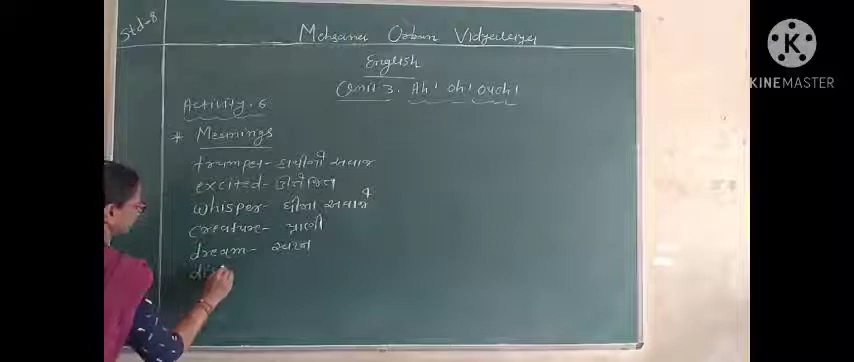 Std-8
Mehsana Urban Vidyalaya
English
Unit 3. Ah! Oh! Ouch!
Activity. 6
* Meanings
trumpet - હાથીનો અવાજ
excited - ઉત્તેજિત
whisper - ધીમા અવાજે
creature - પ્રાણી
dream - સ્વપ્ન
KINEMASTER